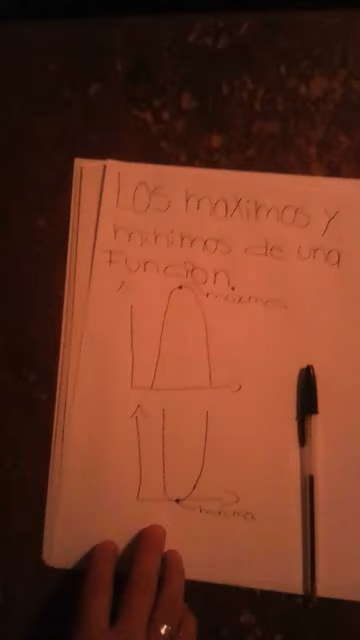 Los maximos y
minimos de una
Funcion.
maximo
minimo